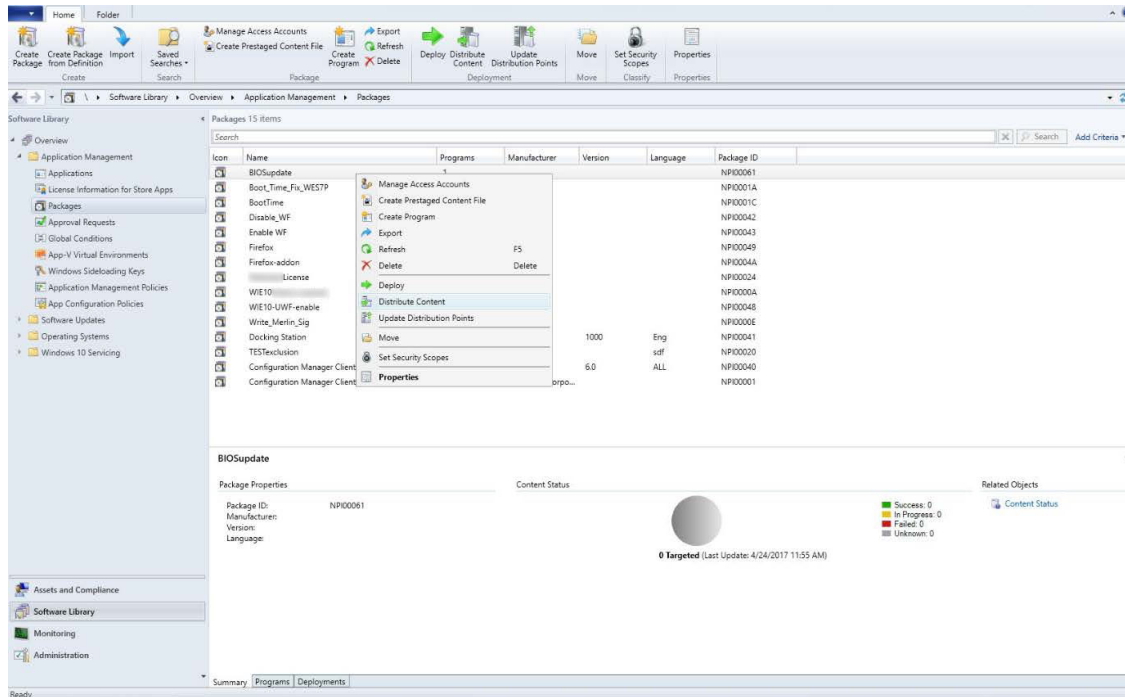 Home Folder
Create Package
Create Package from Definition
Import
Saved Searches
Manage Access Accounts
Create Prestaged Content File
Create Program
Export
Refresh
Delete
Deploy
Distribute Content
Update Distribution Points
Move
Set Security Scopes
Properties
Create Search Package Deployment Move Classify Properties
\ Software Library Overview Application Management Packages
Software Library
Overview
Application Management
Applications
License Information for Store Apps
Packages
Approval Requests
Global Conditions
App-V Virtual Environments
Windows Sideloading Keys
Application Management Policies
App Configuration Policies
Software Updates
Operating Systems
Windows 10 Servicing
Assets and Compliance
Software Library
Monitoring
Administration
Packages 15 items
Search Search Add Criteria
Icon Name Programs Manufacturer Version Language Package ID
BIOSupdate 1 NPI00061
Boot_Time_Fix_WES7P NPI0001A
BootTime NPI0001C
Disable_WF NPI00042
Enable WF NPI00043
Firefox NPI00049
Firefox-addon NPI0004A
License NPI00024
WIE10 NPI0000A
WIE10-UWF-enable NPI00048
Write_Merlin_Sig NPI0000E
Docking Station 1000 Eng NPI00041
TESTexclusion sdf NPI00020
Configuration Manager Client 6.0 ALL NPI00040
Configuration Manager Client orpo... NPI00001
Manage Access Accounts
Create Prestaged Content File
Create Program
Export
Refresh F5
Delete Delete
Deploy
Distribute Content
Update Distribution Points
Move
Set Security Scopes
Properties
BIOSupdate
Package Properties Content Status Related Objects
Package ID: NPI00061
Manufacturer:
Version:
Language:
Success: 0
In Progress: 0
Failed: 0
Unknown: 0
Content Status
0 Targeted (Last Update: 4/24/2017 11:55 AM)
Summary Programs Deployments
Ready